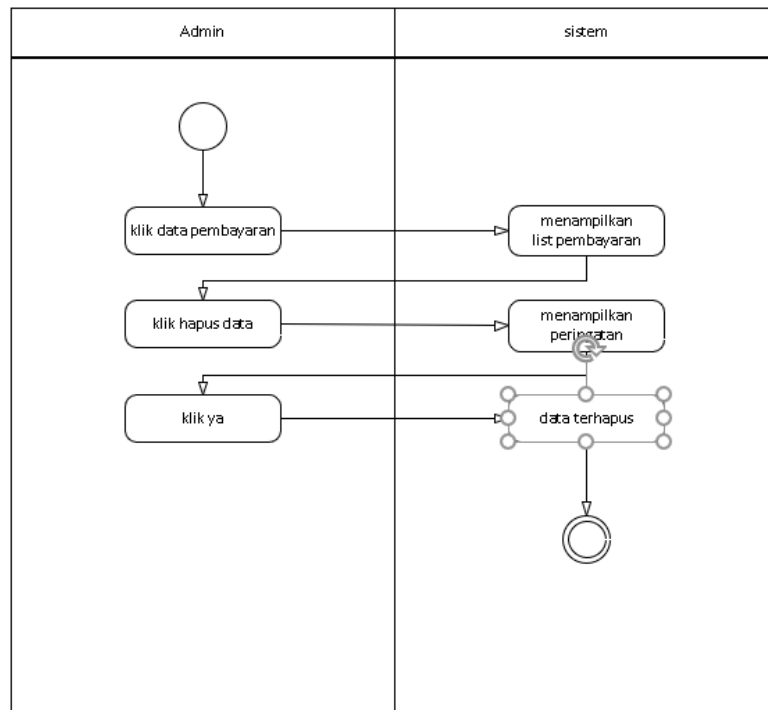 Admin
sistem
klik data pembayaran
menampilkan
list pembayaran
klik hapus data
menampilkan
peringatan
klik ya
data terhapus